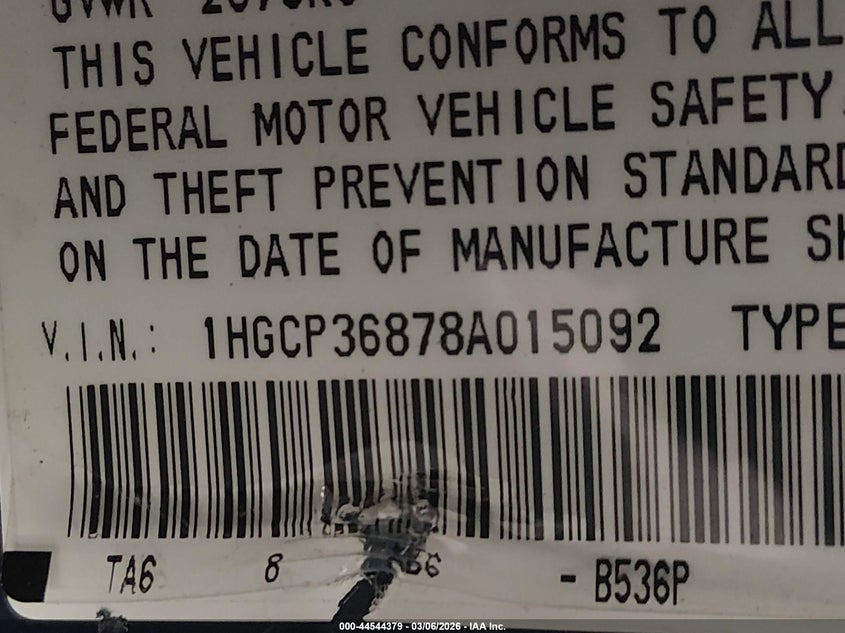 THIS VEHICLE CONFORMS TO ALL
FEDERAL MOTOR VEHICLE SAFETY
AND THEFT PREVENTION STANDARD
ON THE DATE OF MANUFACTURE SH
V.I.N.: 1HGCP36878A015092 TYPE
TA6 8 - B536P
000-44544379 - 03/06/2026 - IAA Inc.